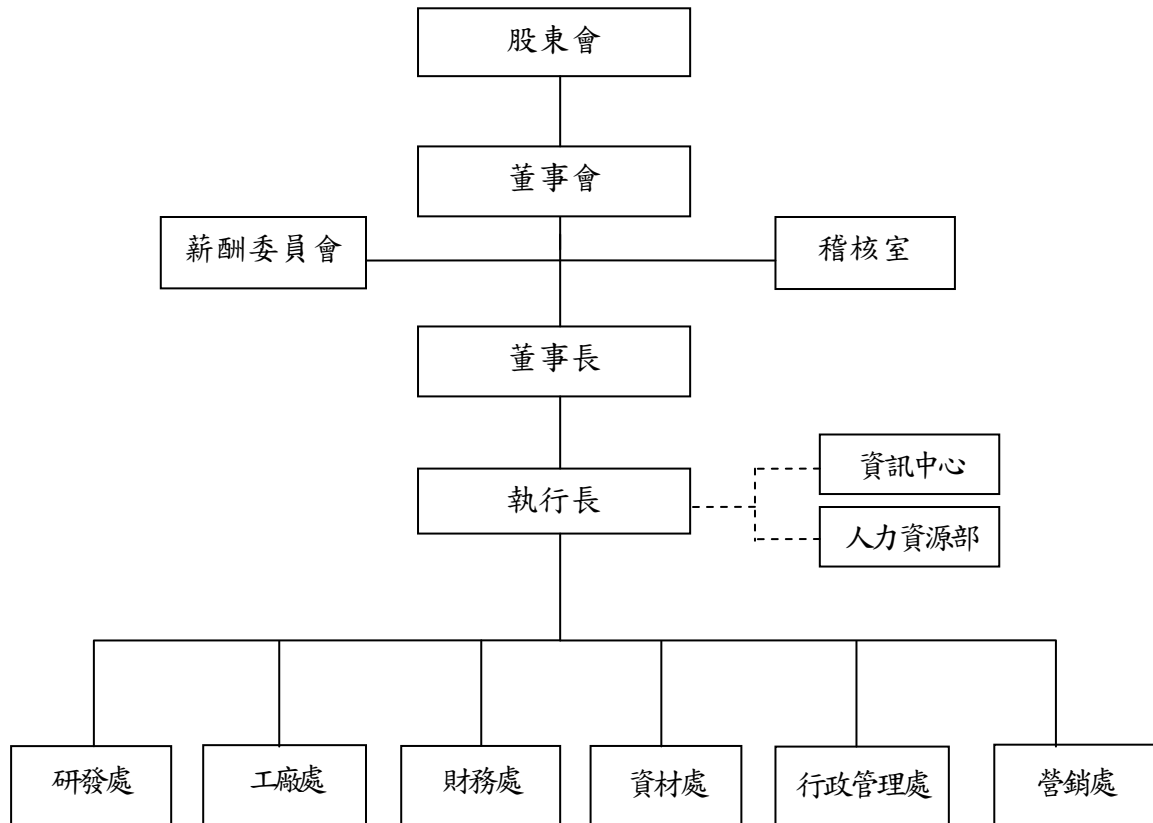 股東會
董事會
薪酬委員會
稽核室
董事長
資訊中心
執行長
人力資源部
研發處
工廠處
財務處
資材處
行政管理處
營銷處